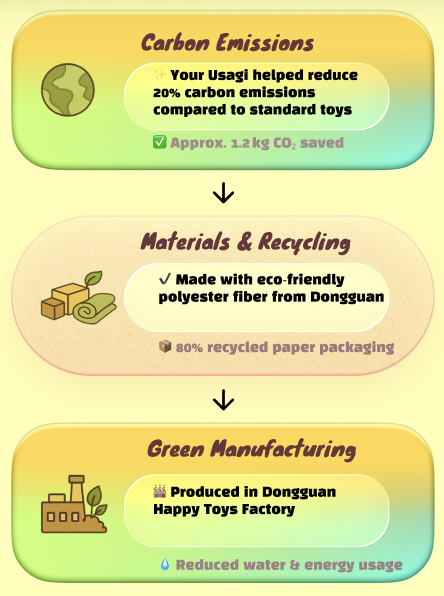 Carbon Emissions
✨ Your Usagi helped reduce
20% carbon emissions
compared to standard toys
✅ Approx. 1.2 kg CO₂ saved
Materials & Recycling
✓ Made with eco-friendly
polyester fiber from Dongguan
📦 80% recycled paper packaging
Green Manufacturing
🏭 Produced in Dongguan
Happy Toys Factory
💧 Reduced water & energy usage